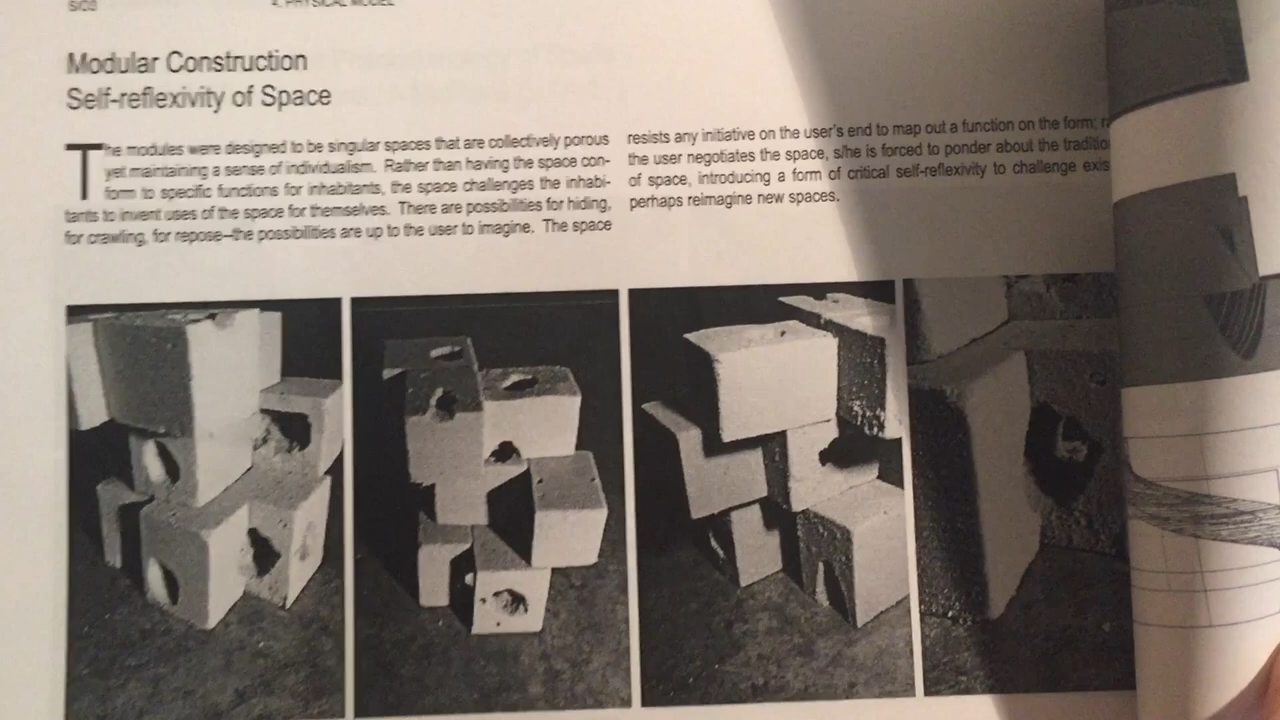 4. PHYSICAL MODEL
Modular Construction
Self-reflexivity of Space
The modules were designed to be singular spaces that are collectively porous
yet maintaining a sense of individualism. Rather than having the space con-
form to specific functions for inhabitants, the space challenges the inhabi-
tants to invent uses of the space for themselves. There are possibilities for hiding,
for crawling, for repose—the possibilities are up to the user to imagine. The space
resists any initiative on the user's end to map out a function on the form;
the user negotiates the space, s/he is forced to ponder about the
of space, introducing a form of critical self-reflexivity to challenge
perhaps reimagine new spaces.